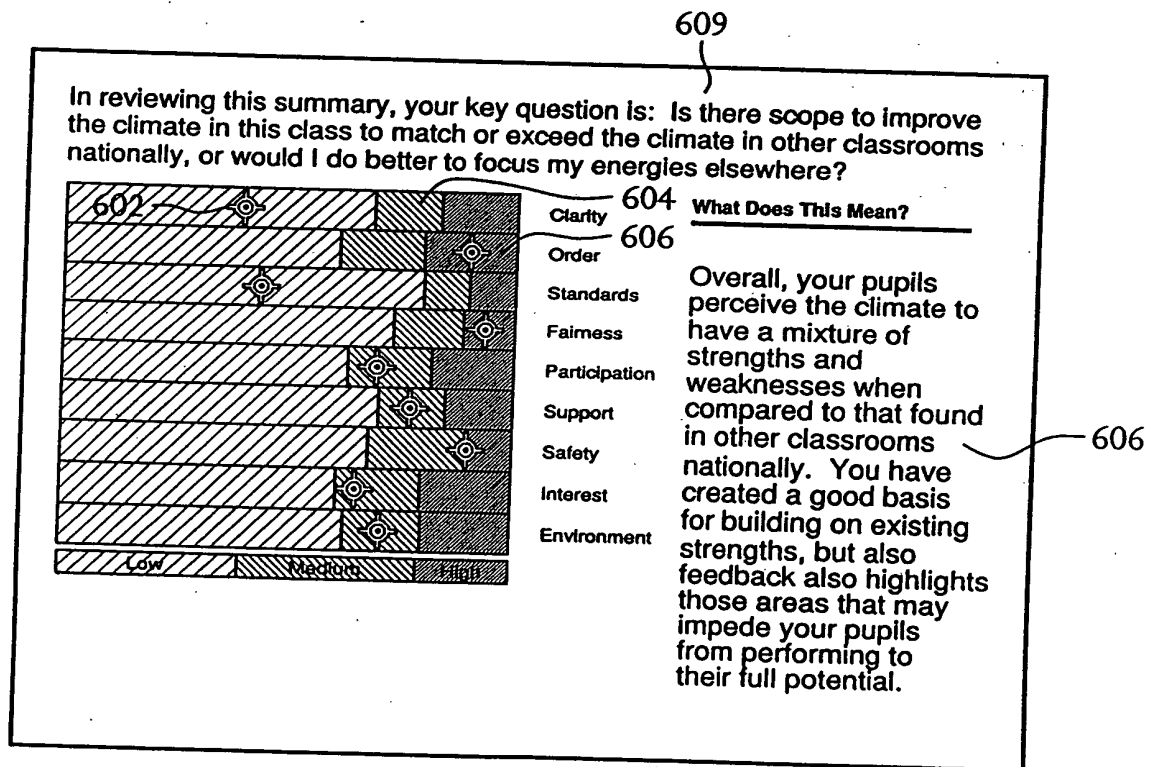 609
In reviewing this summary, your key question is: Is there scope to improve
the climate in this class to match or exceed the climate in other classrooms
nationally, or would I do better to focus my energies elsewhere?
602
604
606
Clarity
Order
Standards
Fairness
Participation
Support
Safety
Interest
Environment
Low
Medium
High
What Does This Mean?
Overall, your pupils
perceive the climate to
have a mixture of
strengths and
weaknesses when
compared to that found
in other classrooms
nationally. You have
created a good basis
for building on existing
strengths, but also
feedback also highlights
those areas that may
impede your pupils
from performing to
their full potential.
606